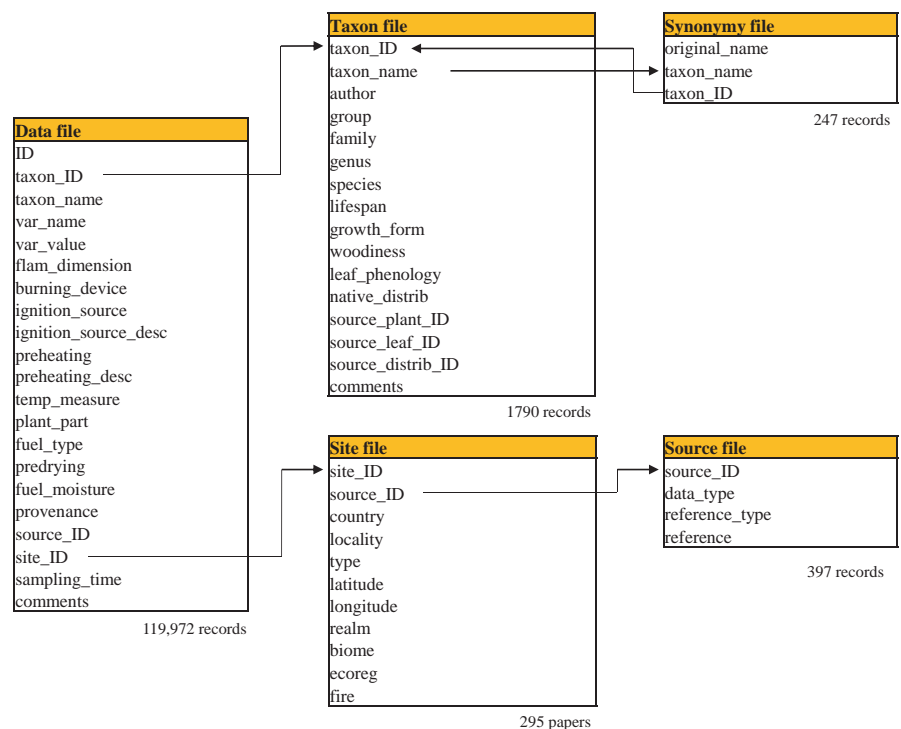 Data file
ID
taxon_ID
taxon_name
var_name
var_value
flam_dimension
burning_device
ignition_source
ignition_source_desc
preheating
preheating_desc
temp_measure
plant_part
fuel_type
predrying
fuel_moisture
provenance
source_ID
site_ID
sampling_time
comments
119,972 records
Taxon file
taxon_ID
taxon_name
author
group
family
genus
species
lifespan
growth_form
woodiness
leaf_phenology
native_distrib
source_plant_ID
source_leaf_ID
source_distrib_ID
comments
1790 records
Synonymy file
original_name
taxon_name
taxon_ID
247 records
Site file
site_ID
source_ID
country
locality
type
latitude
longitude
realm
biome
ecoreg
fire
295 papers
Source file
source_ID
data_type
reference_type
reference
397 records